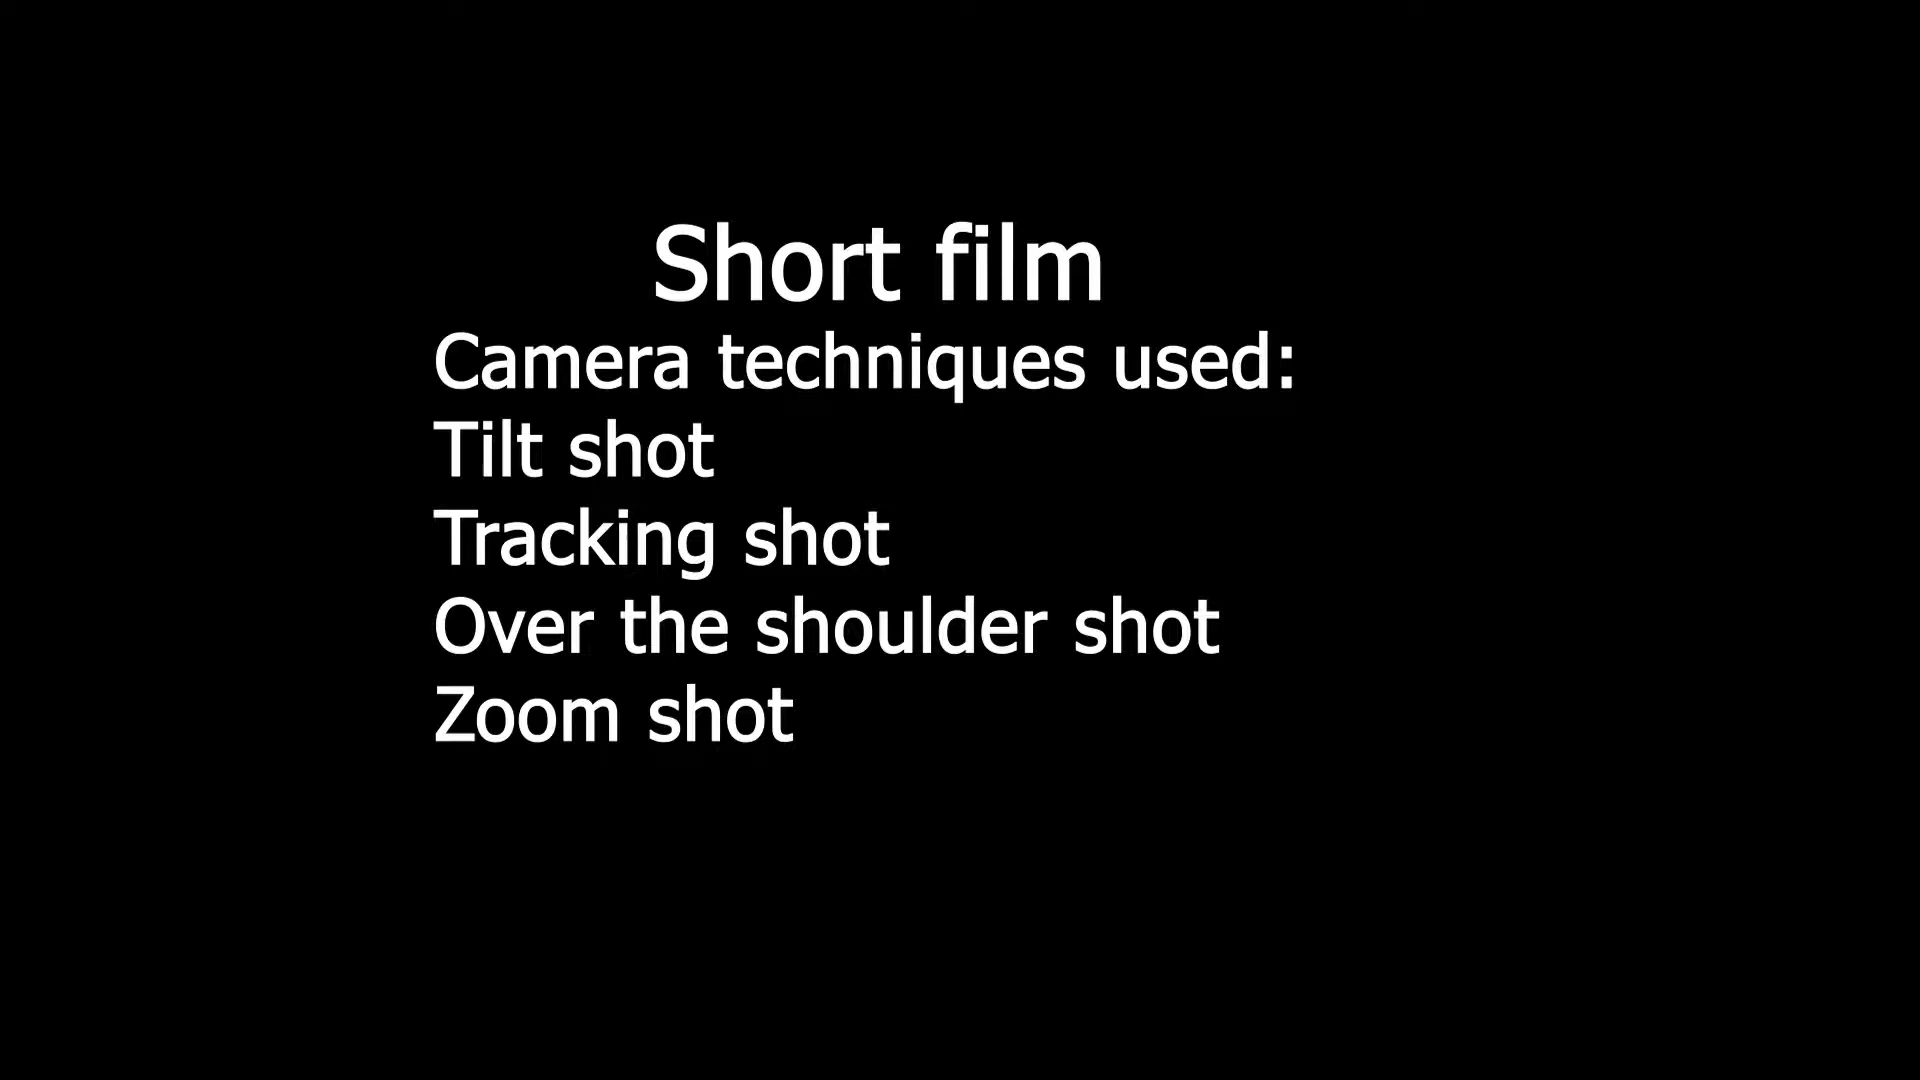 Short film
Camera techniques used:
Tilt shot
Tracking shot
Over the shoulder shot
Zoom shot